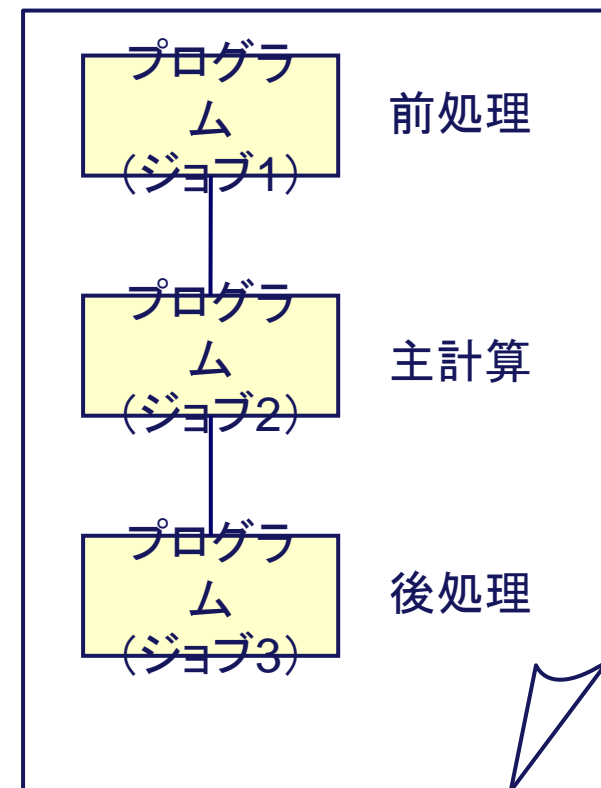 プログラ
ム
(ジョブ1)
前処理
プログラ
ム
(ジョブ2)
主計算
プログラ
ム
(ジョブ3)
後処理